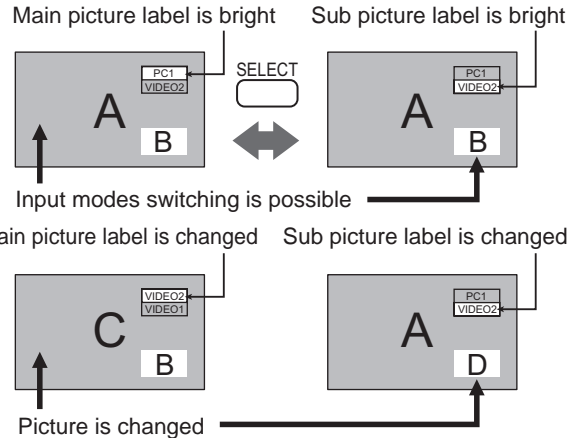 Main picture label is bright
Sub picture label is bright
PC1
VIDEO2
A
B
SELECT
PC1
VIDEO2
A
B
Input modes switching is possible
ain picture label is changed
Sub picture label is changed
VIDEO2
VIDEO1
C
B
PC1
VIDEO2
A
D
Picture is changed